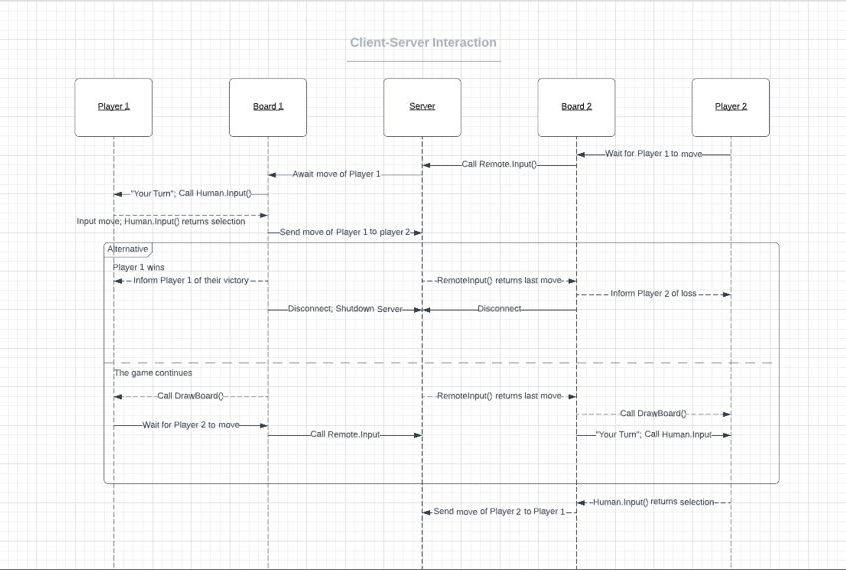 Client-Server Interaction
Player 1
Board 1
Server
Board 2
Player 2
Wait for Player 1 to move
Call Remote.Input()
Await move of Player 1
"Your Turn"; Call Human.Input()
Input move; Human.Input() returns selection
Send move of Player 1 to player 2
Alternative
Player 1 wins
Inform Player 1 of their victory
RemoteInput() returns last move
Inform Player 2 of loss
Disconnect; Shutdown Server
Disconnect
The game continues
Call DrawBoard()
RemoteInput() returns last move
Call DrawBoard()
Wait for Player 2 to move
Call Remote.Input
"Your Turn"; Call Human.Input
Human.Input() returns selection
Send move of Player 2 to Player 1